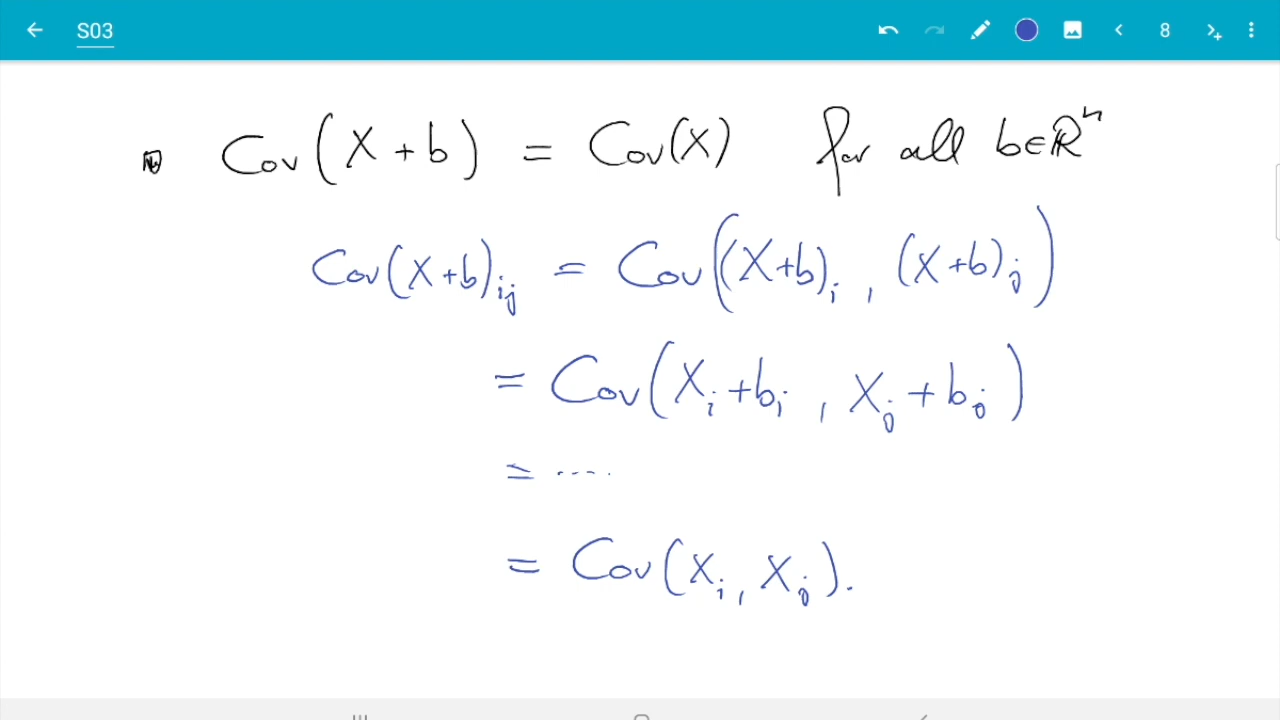 S03
8
Cov(X+b) = Cov(X) for all b∈ℝⁿ
Cov(X+b)ᵢⱼ = Cov((X+b)ᵢ, (X+b)ⱼ)
= Cov(Xᵢ+bᵢ, Xⱼ+bⱼ)
= ....
= Cov(Xᵢ, Xⱼ).